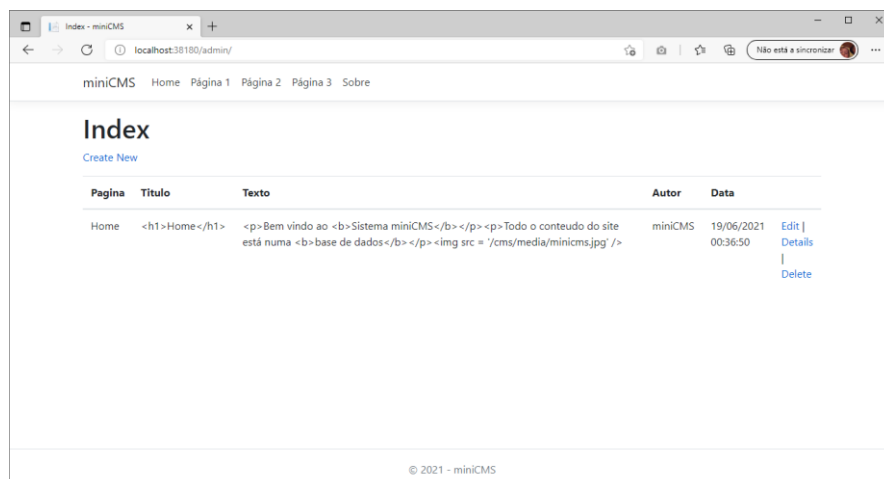 Index - miniCMS
localhost:38180/admin/
Não está a sincronizar
miniCMS Home Página 1 Página 2 Página 3 Sobre
Index
Create New
Pagina Titulo Texto Autor Data
Home <h1>Home</h1> <p>Bem vindo ao <b>Sistema miniCMS</b></p><p>Todo o conteudo do site miniCMS 19/06/2021 Edit |
está numa <b>base de dados</b></p><img src = '/cms/media/minicms.jpg' /> 00:36:50 Details
|
Delete
© 2021 - miniCMS